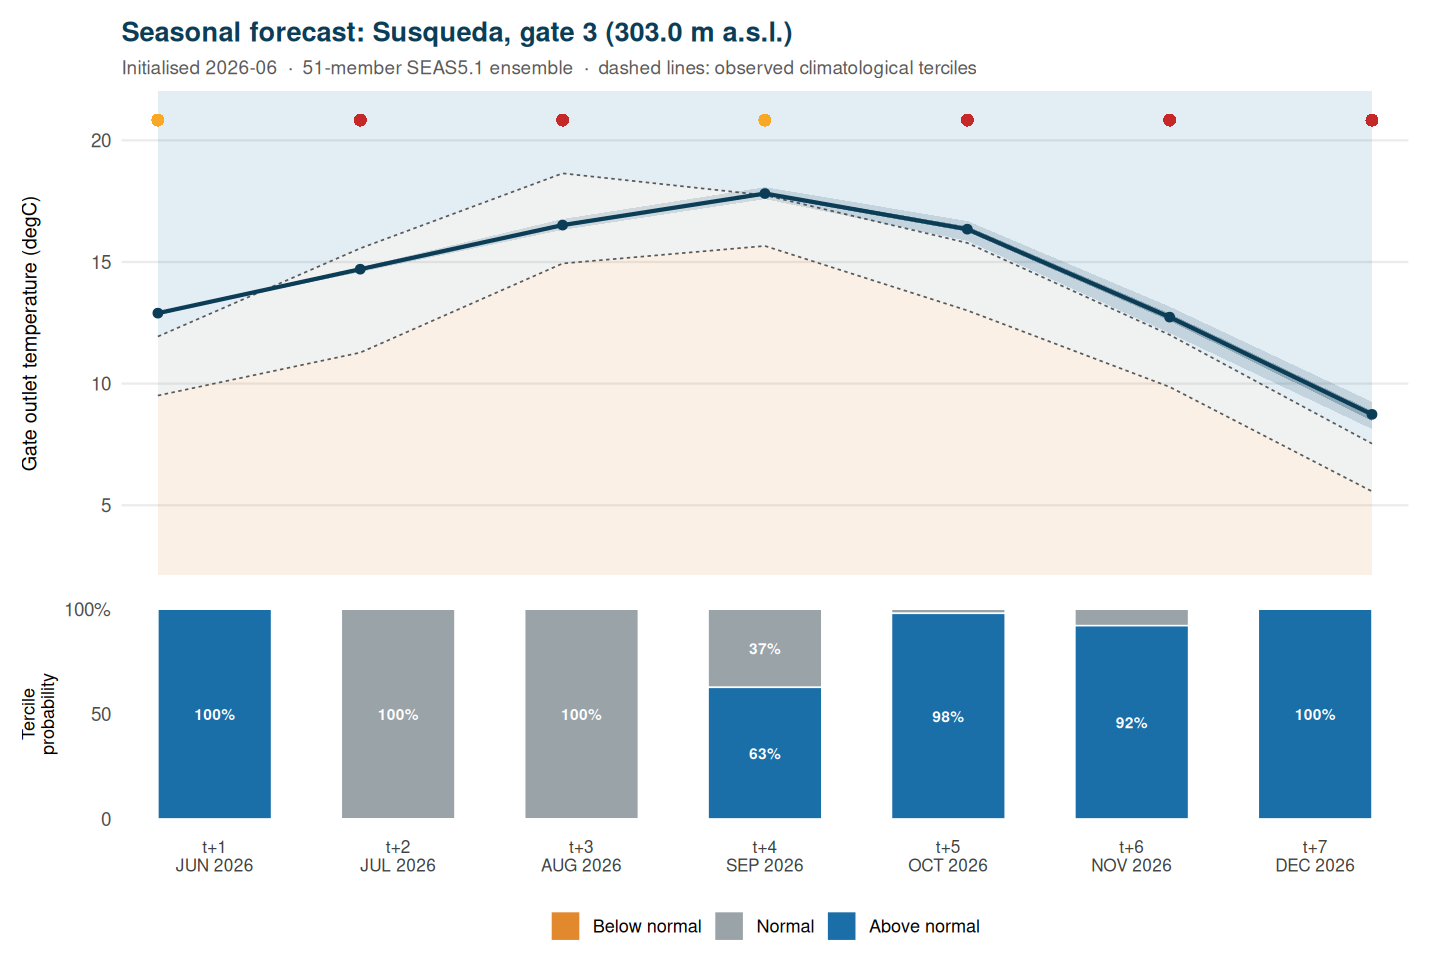 Seasonal forecast: Susqueda, gate 3 (303.0 m a.s.l.)
Initialised 2026-06 · 51-member SEAS5.1 ensemble · dashed lines: observed climatological terciles
Gate outlet temperature (degC)
20
15
10
5
Tercile
probability
100%
50
0
100%
100%
100%
37%
63%
98%
92%
100%
t+1
JUN 2026
t+2
JUL 2026
t+3
AUG 2026
t+4
SEP 2026
t+5
OCT 2026
t+6
NOV 2026
t+7
DEC 2026
Below normal
Normal
Above normal